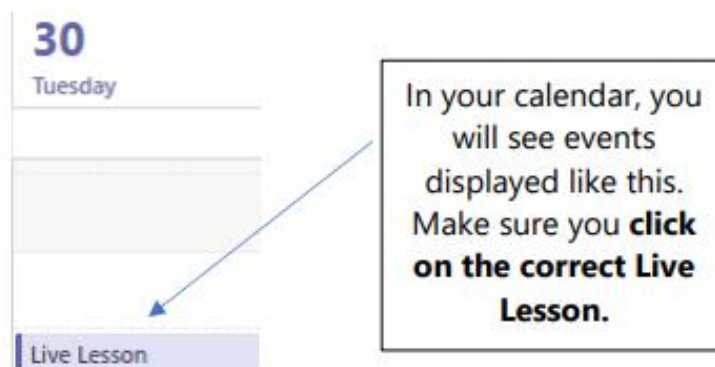 30
Tuesday
In your calendar, you
will see events
displayed like this.
Make sure you click
on the correct Live
Lesson.
Live Lesson